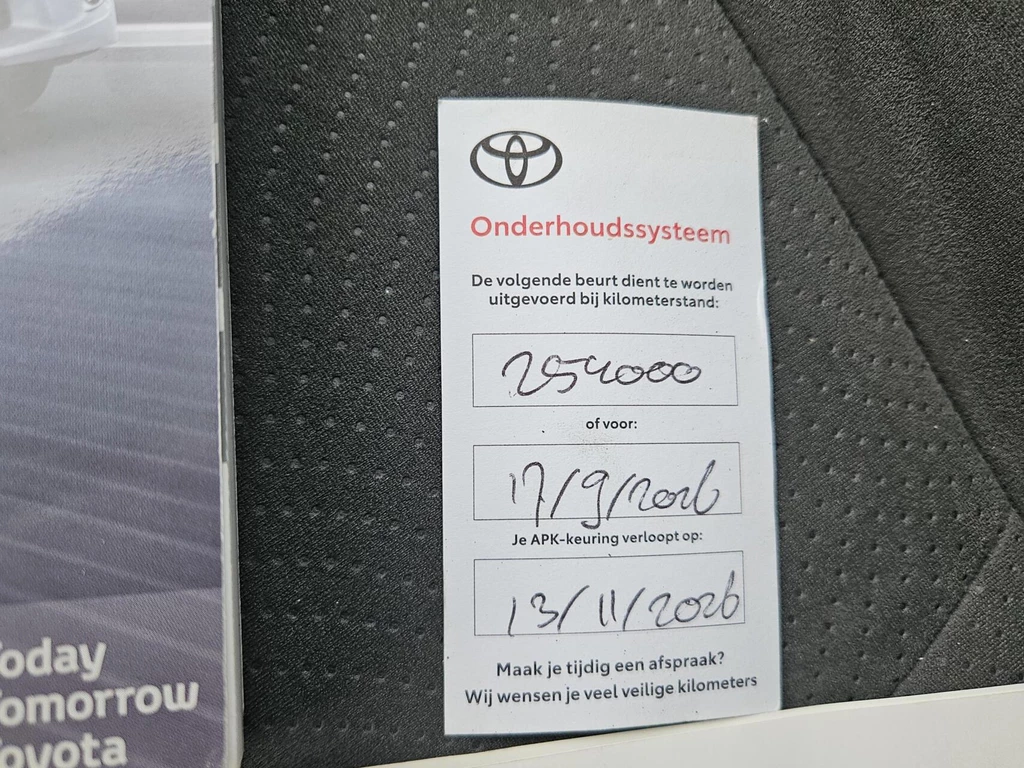 Onderhoudssysteem
De volgende beurt dient te worden
uitgevoerd bij kilometerstand:
254000
of voor:
17/9/2026
Je APK-keuring verloopt op:
13/11/2026
Maak je tijdig een afspraak?
Wij wensen je veel veilige kilometers
oday
omorrow
oyota